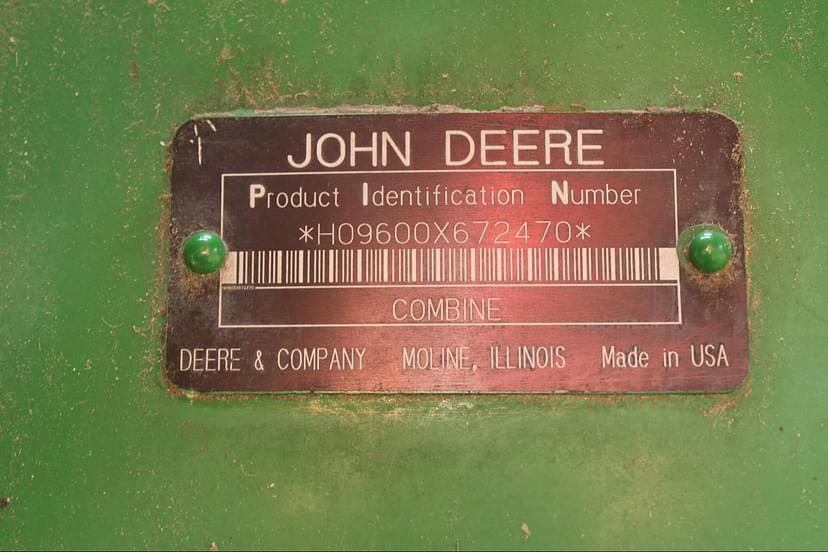 JOHN DEERE
Product Identification Number
*H09600X672470*
COMBINE
DEERE & COMPANY MOLINE, ILLINOIS Made in USA